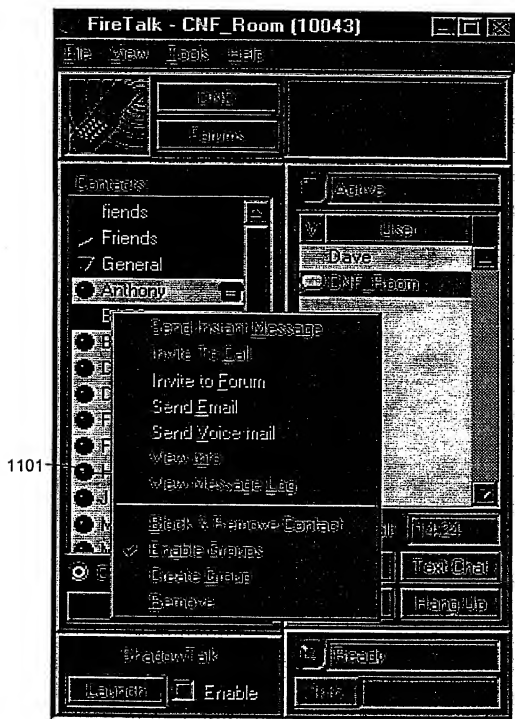 FireTalk - CNF_Room (10043)
File View Tools Help
DND
Forums
Contacts
Active
fiends
Friends
General
Anthony
User
Dave
CNF_Room
Send Instant Message
Invite To Call
Invite to Forum
Send Email
Send Voice mail
View Info
View Message Log
Block & Remove Contact
Enable Groups
Create Group
Remove
1101
Text Chat
Hang Up
ShadowTalk
Ready
Launch
Enable